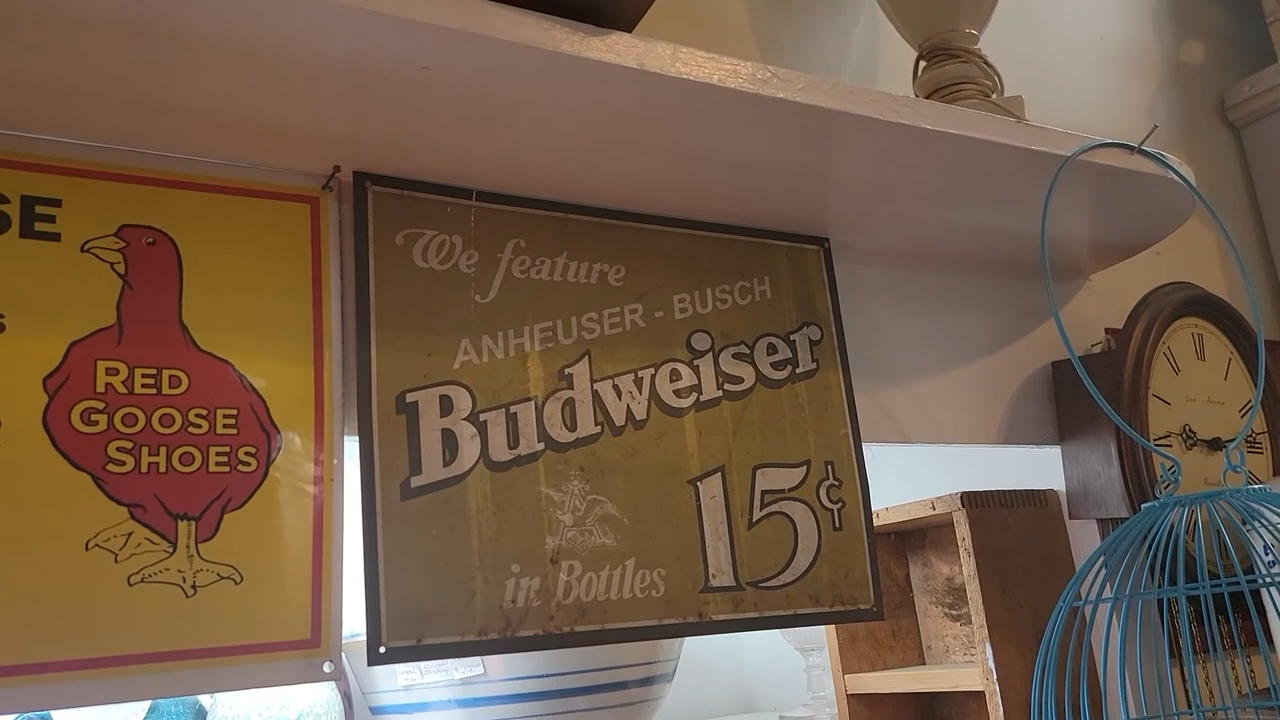 SE
RED
GOOSE
SHOES
We feature
ANHEUSER - BUSCH
Budweiser
15¢
in Bottles